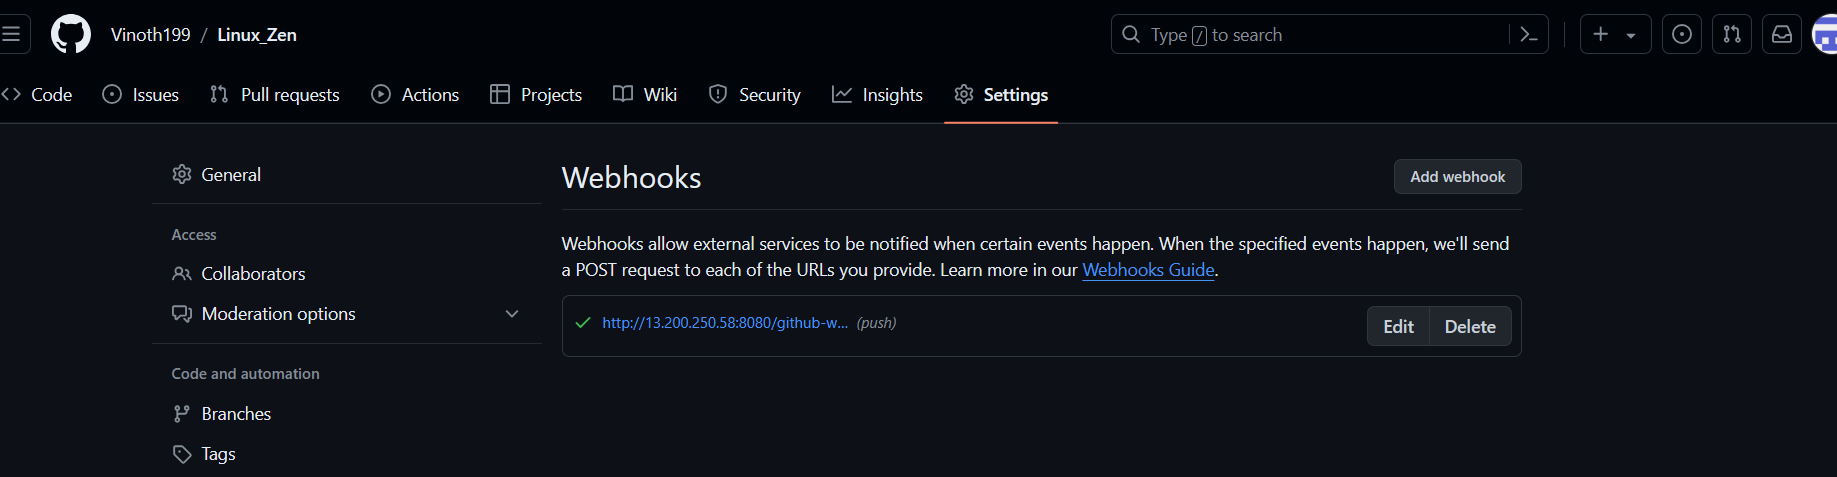 Vinoth199 / Linux_Zen
Type / to search
Code Issues Pull requests Actions Projects Wiki Security Insights Settings
General
Access
Collaborators
Moderation options
Code and automation
Branches
Tags
Webhooks
Add webhook
Webhooks allow external services to be notified when certain events happen. When the specified events happen, we'll send
a POST request to each of the URLs you provide. Learn more in our Webhooks Guide.
http://13.200.250.58:8080/github-w... (push)
Edit Delete